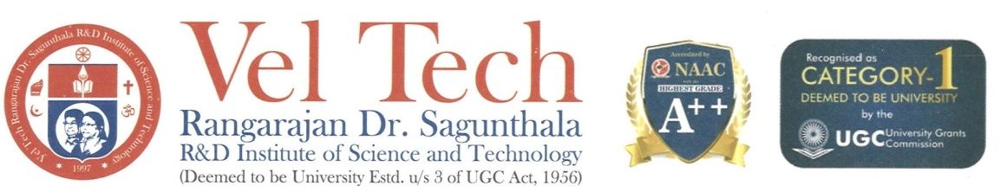 Vel Tech Rangarajan Dr. Sagunthala R&D Institute of Science and Technology
1997
Vel Tech
Rangarajan Dr. Sagunthala
R&D Institute of Science and Technology
(Deemed to be University Estd. u/s 3 of UGC Act, 1956)
Accredited by
NAAC
with the
HIGHEST GRADE
A++
Recognised as
CATEGORY-1
DEEMED TO BE UNIVERSITY
by the
UGC University Grants
Commission